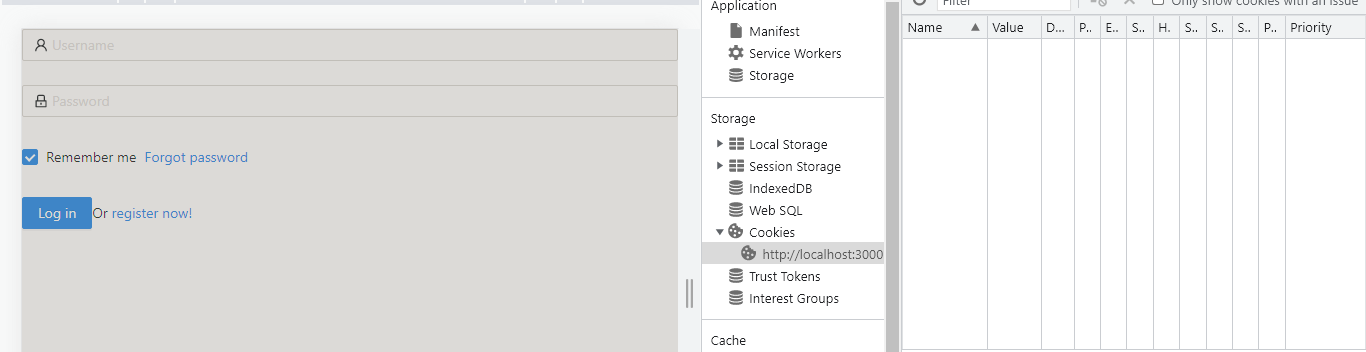 Username
Password
Remember me Forgot password
Log in Or register now!
Application
Manifest
Service Workers
Storage
Storage
Local Storage
Session Storage
IndexedDB
Web SQL
Cookies
http://localhost:3000
Trust Tokens
Interest Groups
Cache
Filter Only show cookies with an issue
Name Value D... P.. E.. S.. H. S.. S.. S.. P.. Priority